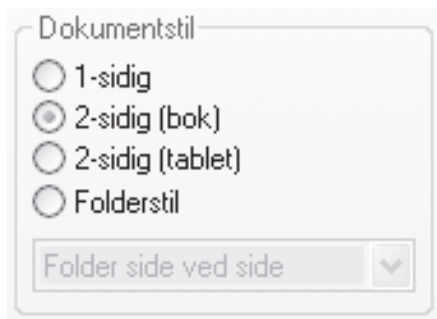 Dokumentstil
1-sidig
2-sidig (bok)
2-sidig (tablet)
Folderstil
Folder side ved side